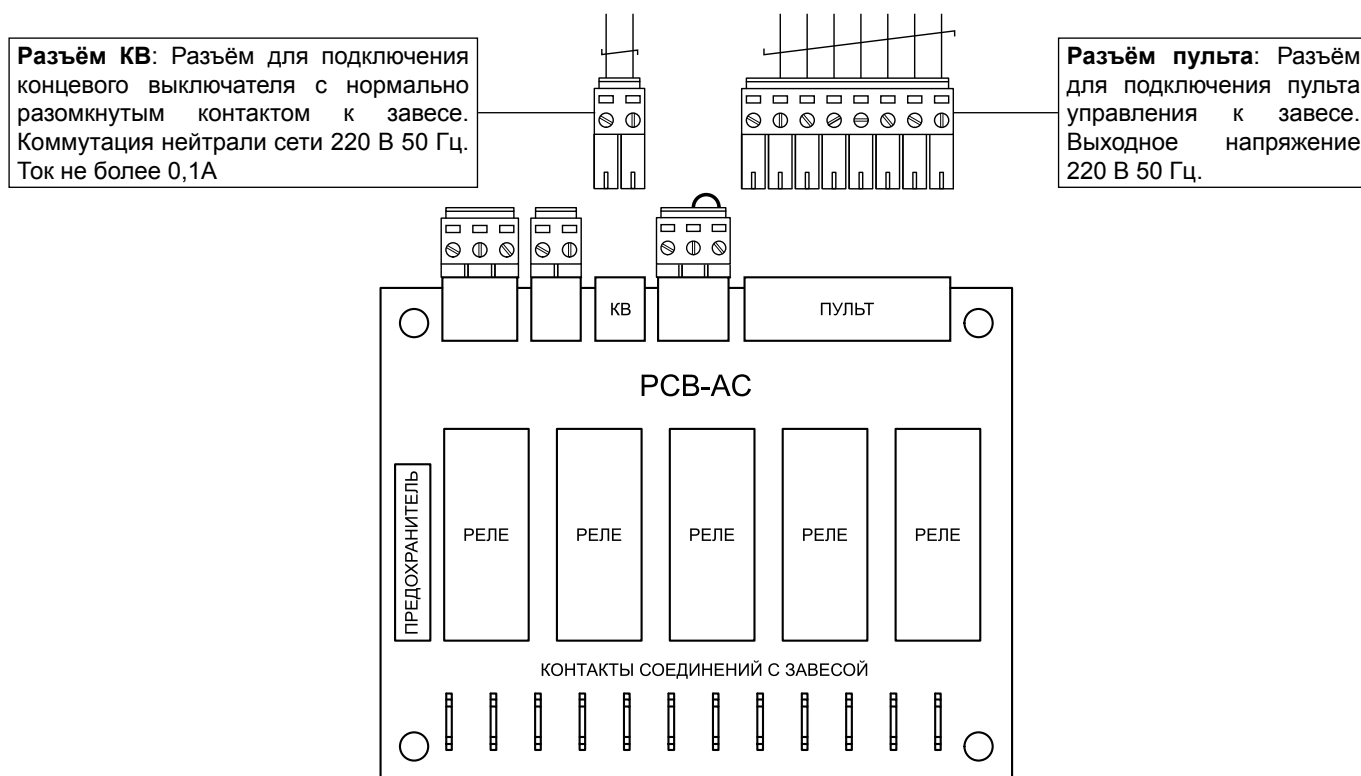 Разъём КВ: Разъём для подключения
концевого выключателя с нормально
разомкнутым контактом к завесе.
Коммутация нейтрали сети 220 В 50 Гц.
Ток не более 0,1А
Разъём пульта: Разъём
для подключения пульта
управления к завесе.
Выходное напряжение
220 В 50 Гц.
КВ
ПУЛЬТ
PCB-AC
ПРЕДОХРАНИТЕЛЬ
РЕЛЕ
РЕЛЕ
РЕЛЕ
РЕЛЕ
РЕЛЕ
КОНТАКТЫ СОЕДИНЕНИЙ С ЗАВЕСОЙ